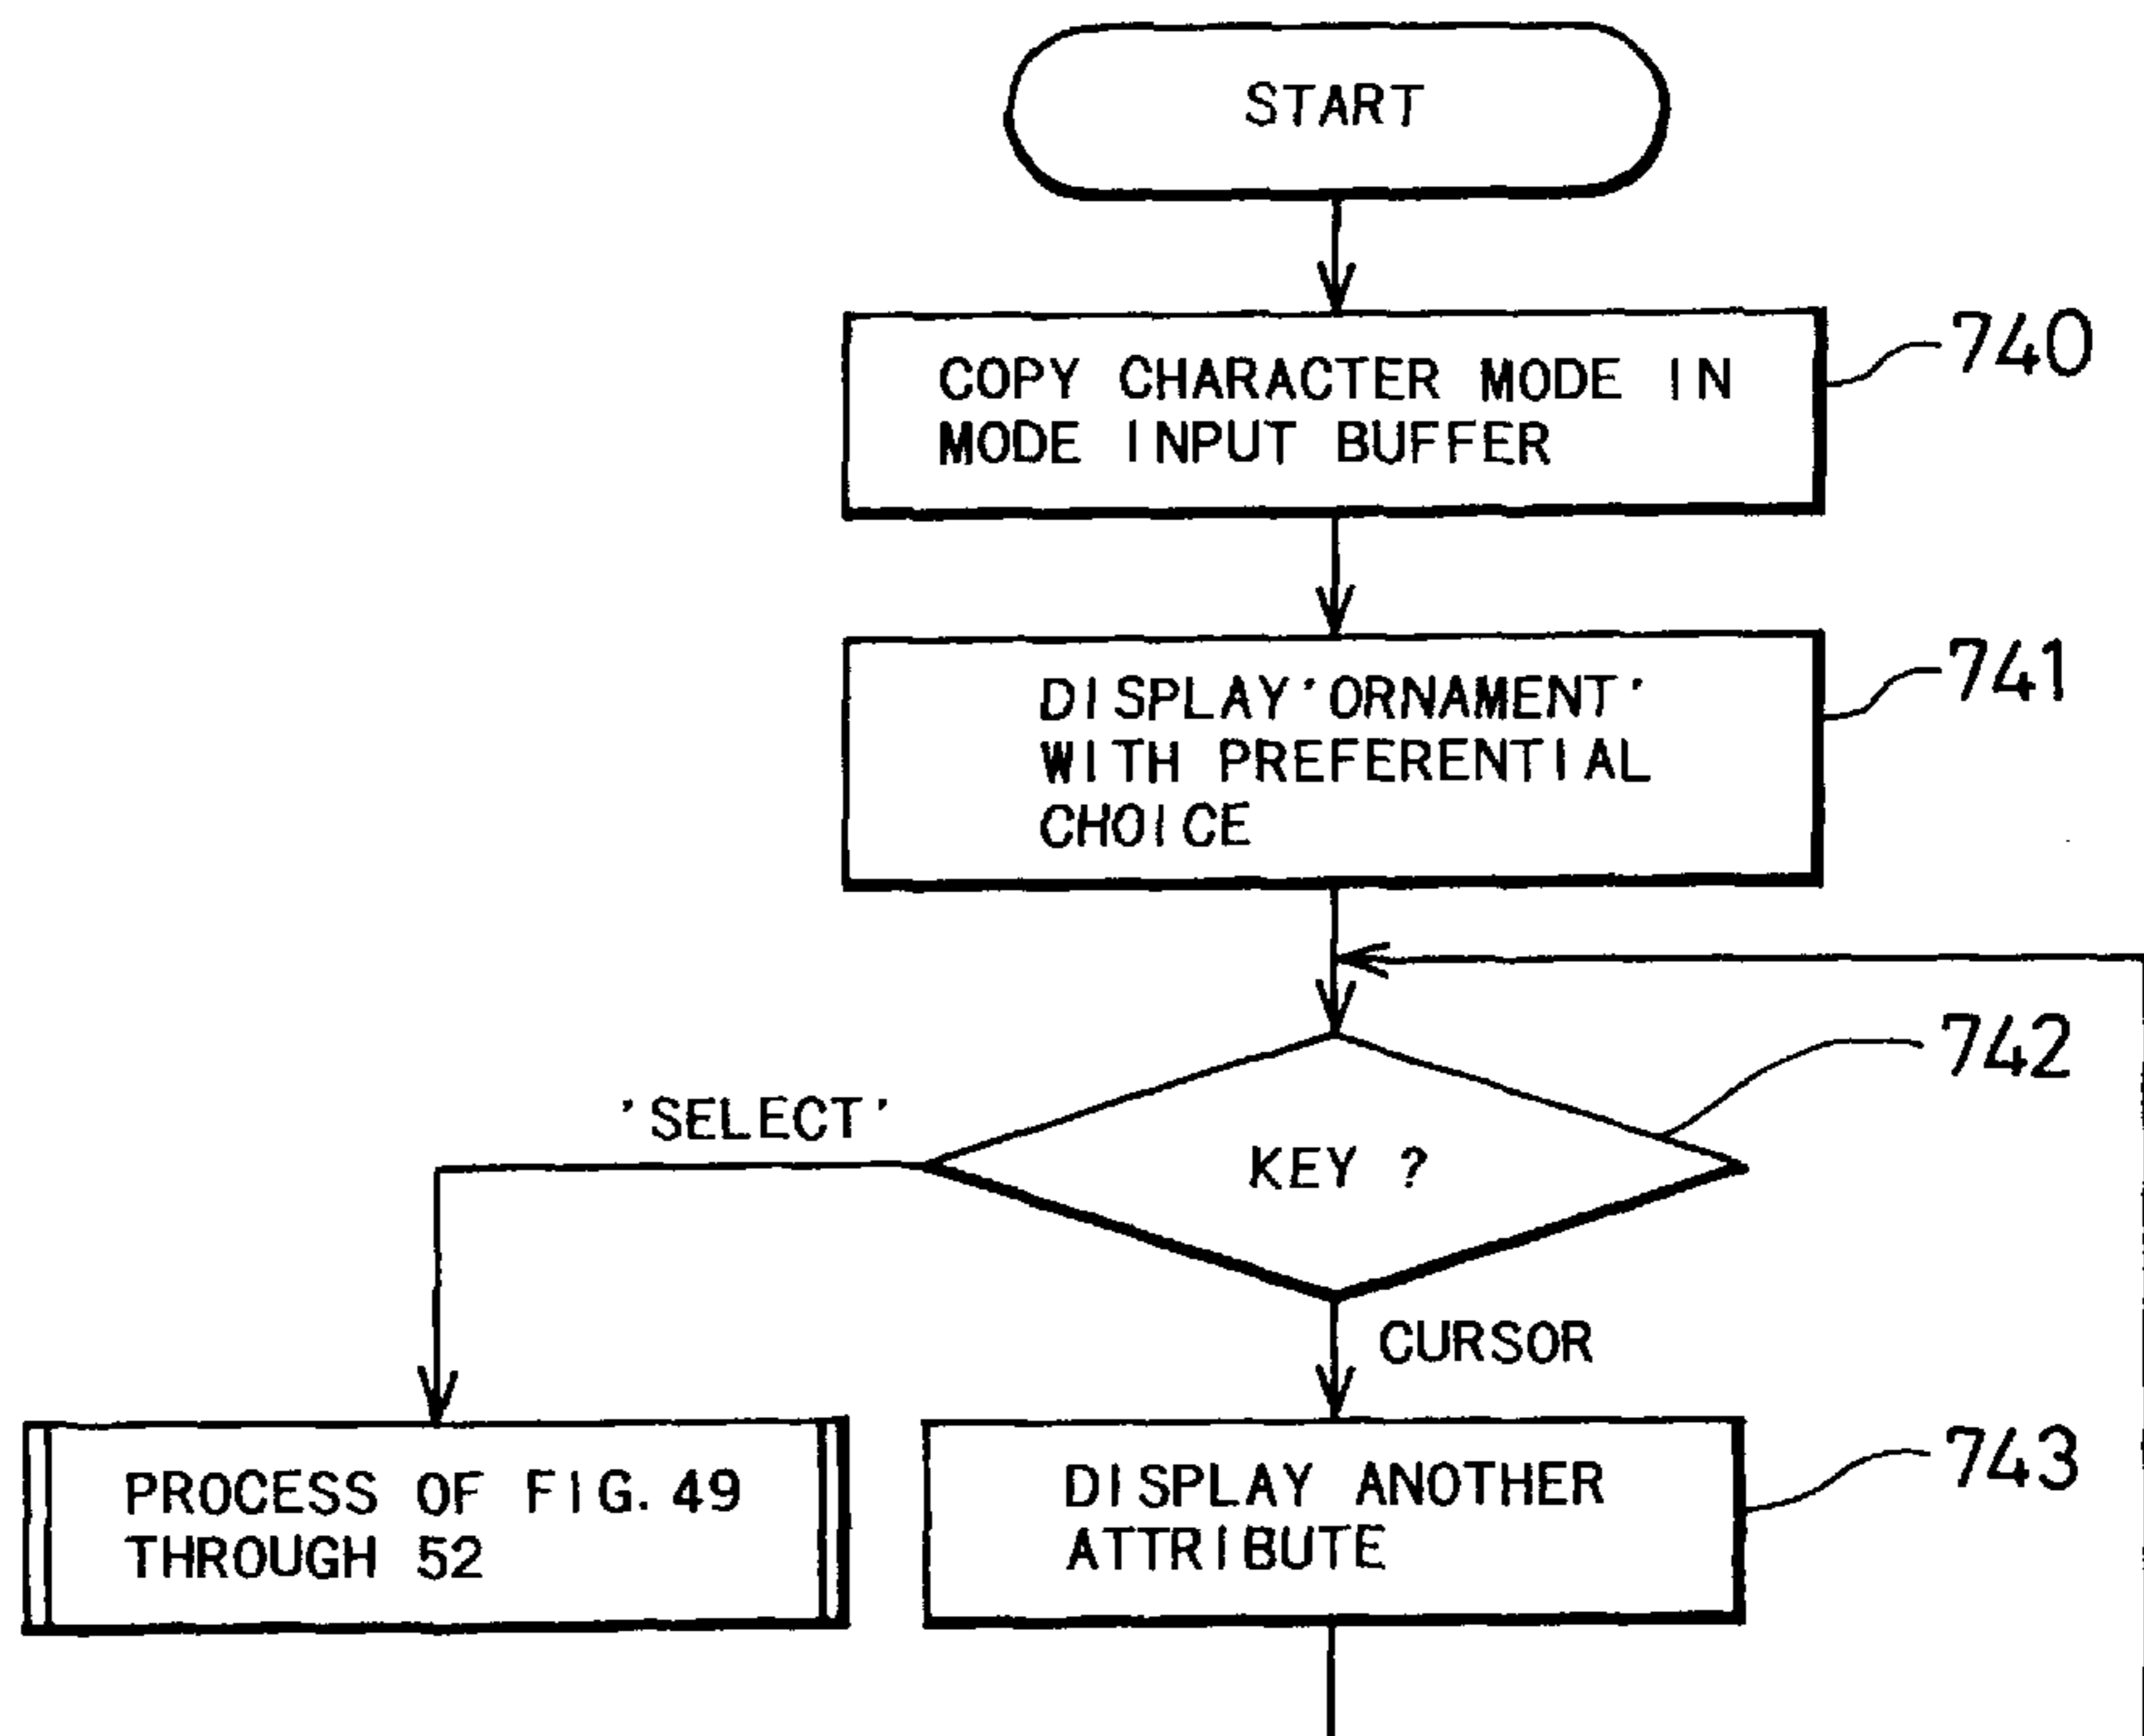 START
COPY CHARACTER MODE IN
MODE INPUT BUFFER
740
DISPLAY 'ORNAMENT'
WITH PREFERENTIAL
CHOICE
741
742
'SELECT'
KEY ?
CURSOR
PROCESS OF FIG. 49
THROUGH 52
DISPLAY ANOTHER
ATTRIBUTE
743